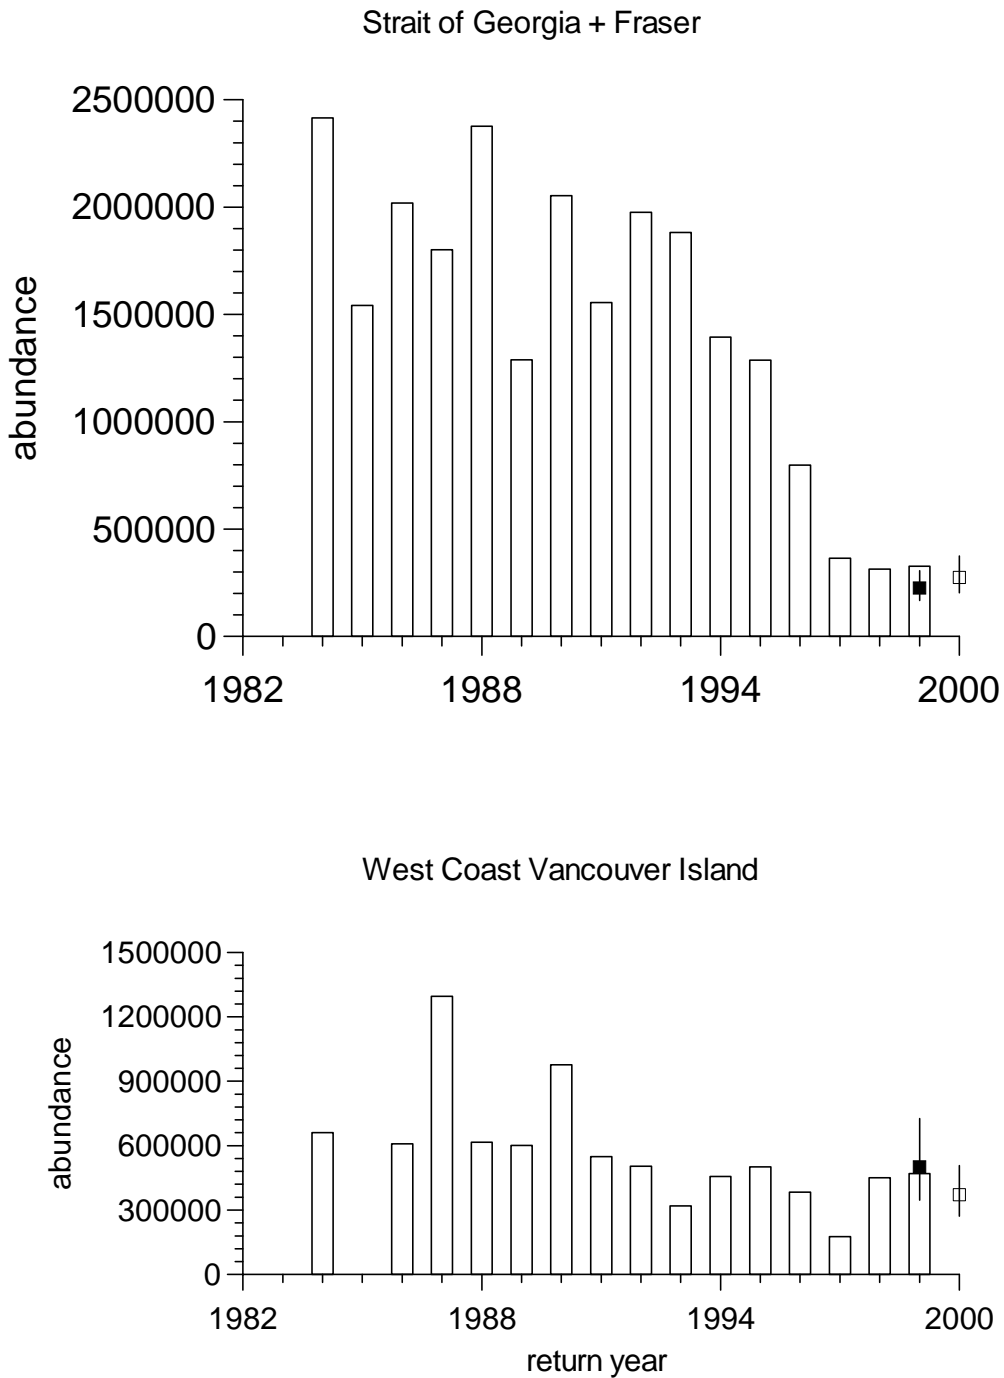 Strait of Georgia + Fraser
2500000
2000000
1500000
1000000
500000
0
abundance
1982 1988 1994 2000
West Coast Vancouver Island
1500000
1200000
900000
600000
300000
0
abundance
1982 1988 1994 2000
return year